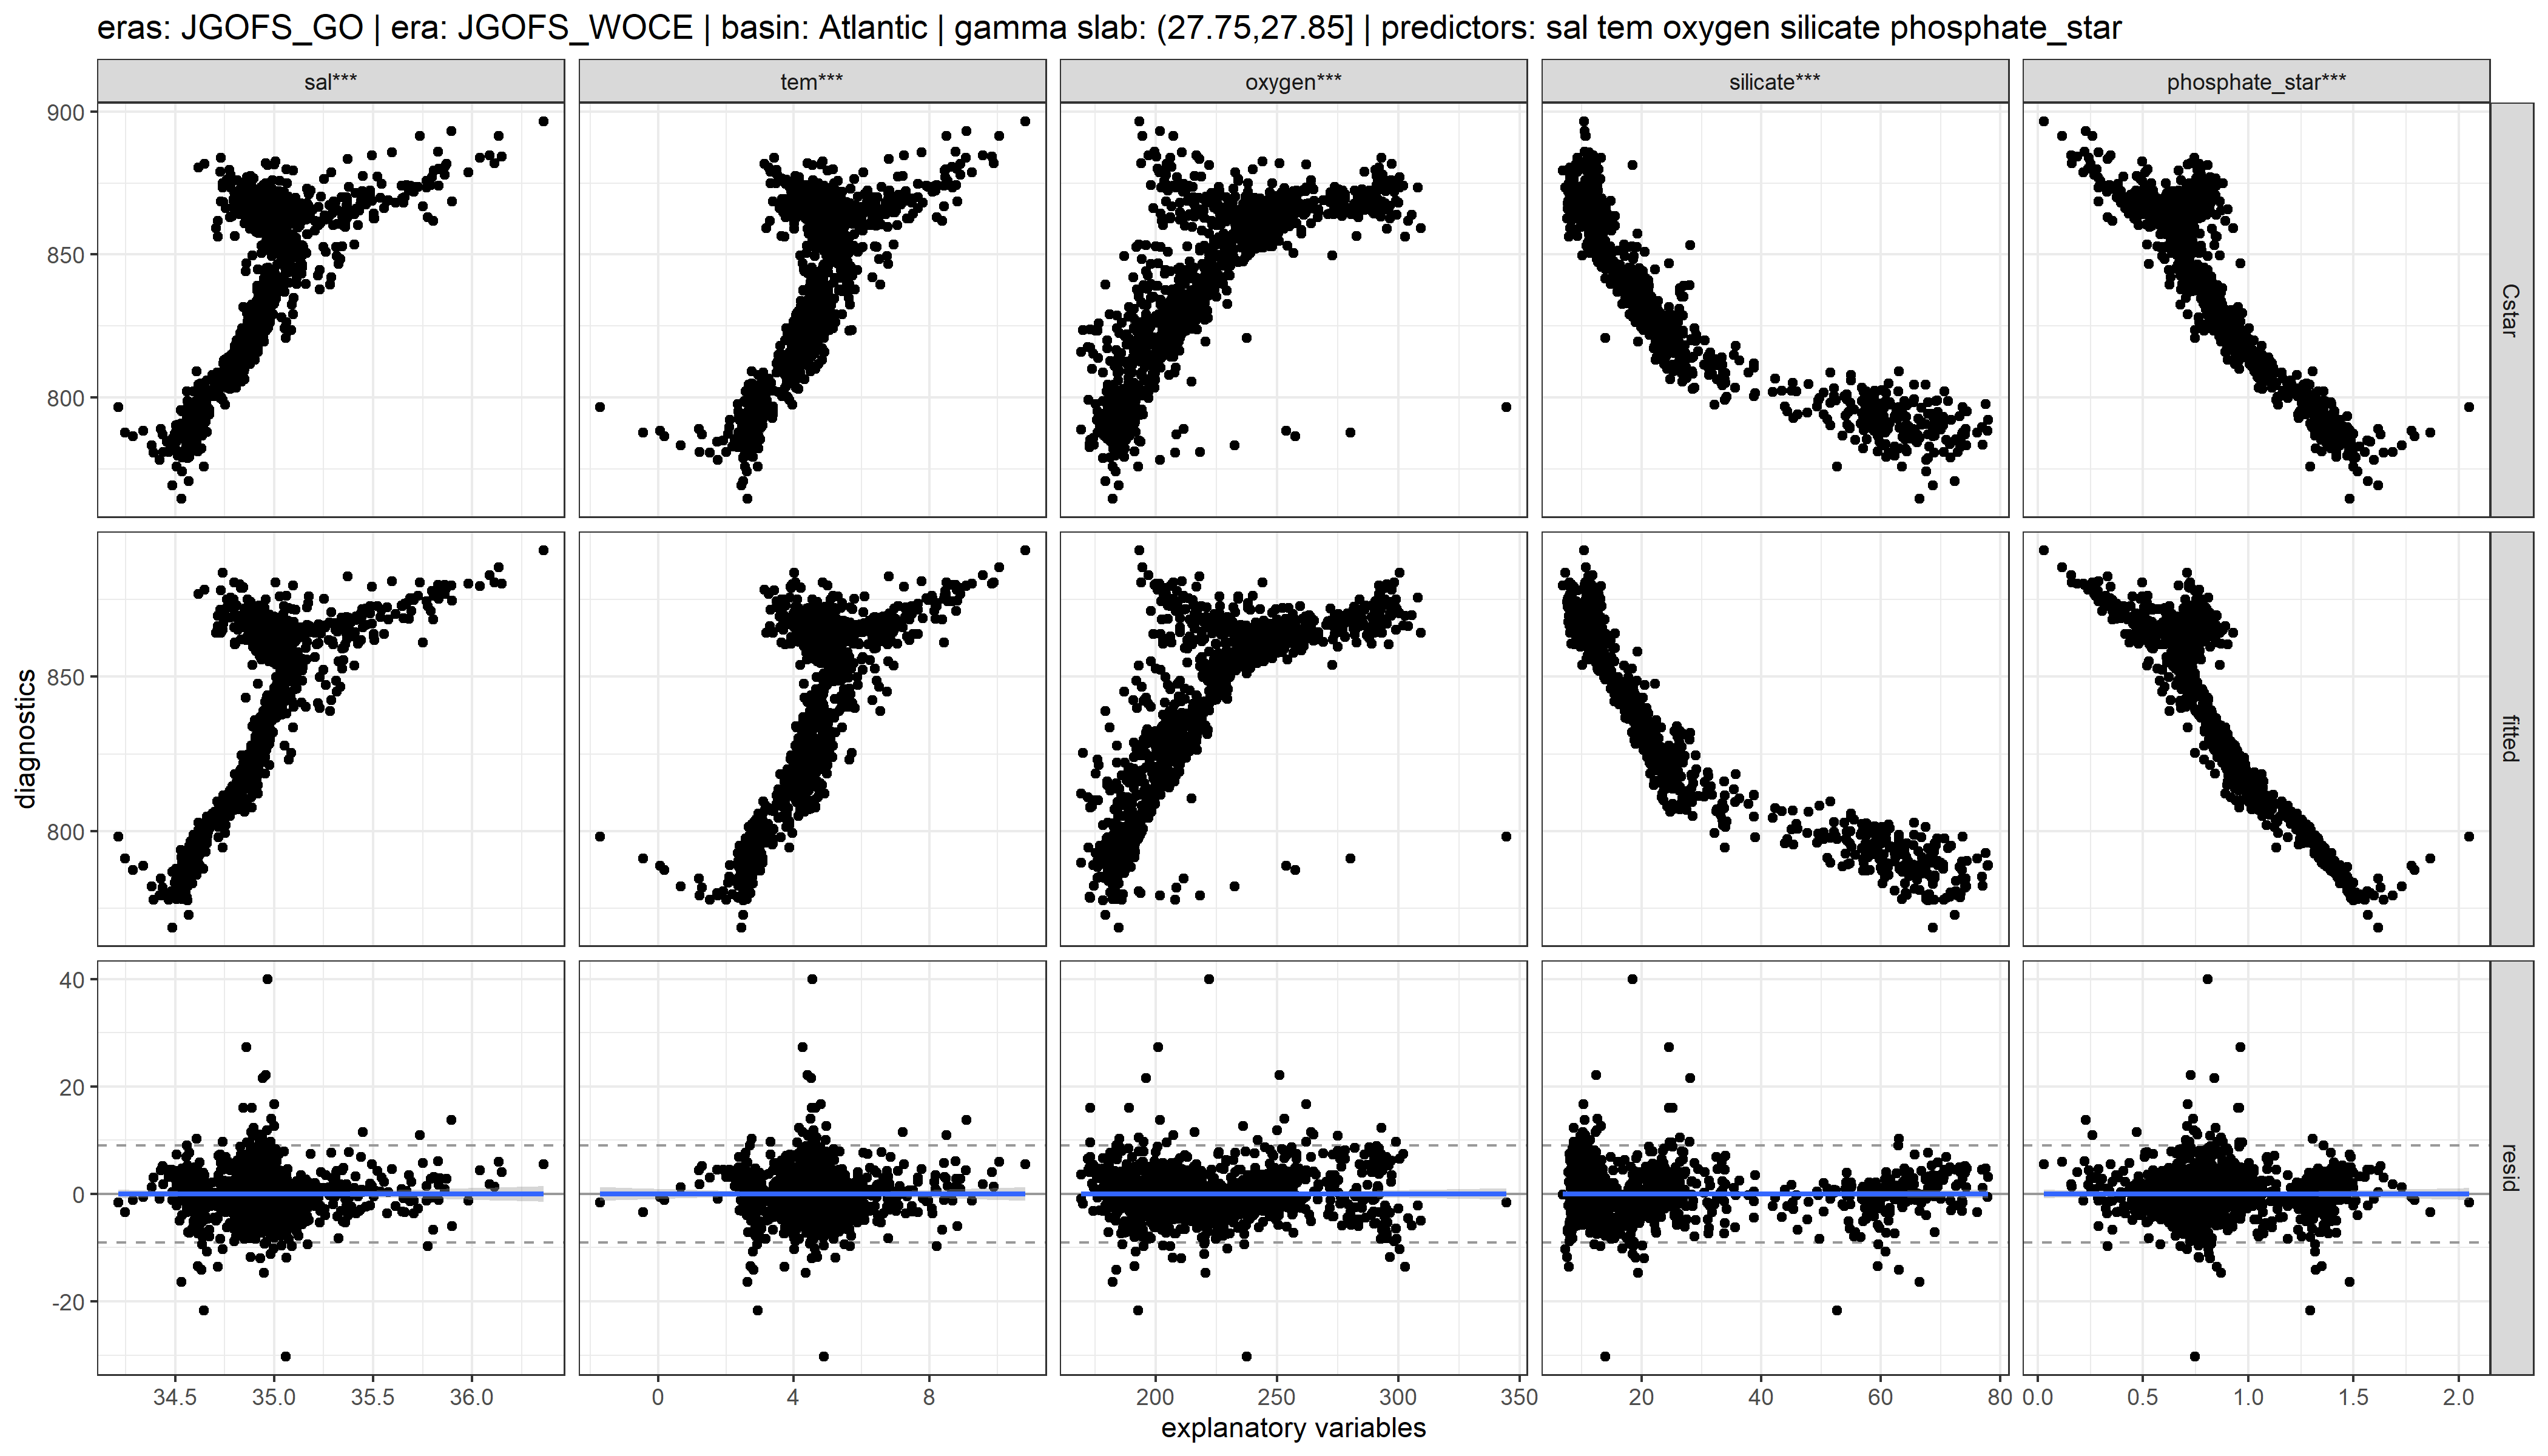 eras: JGOFS_GO | era: JGOFS_WOCE | basin: Atlantic | gamma slab: (27.75,27.85] | predictors: sal tem oxygen silicate phosphate_star
sal*** tem*** oxygen*** silicate*** phosphate_star***
900
850
800
Cstar
850
800
fitted
diagnostics
40
20
0
-20
resid
34.5 35.0 35.5 36.0 0 4 8 200 250 300 350 20 40 60 80 0.0 0.5 1.0 1.5 2.0
explanatory variables